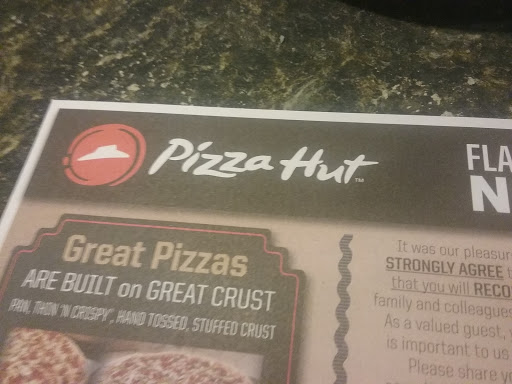 Pizza Hut™
FLA
N
Great Pizzas
ARE BUILT on GREAT CRUST
PAN, THIN 'N CRISPY®, HAND TOSSED, STUFFED CRUST
It was our pleasur
STRONGLY AGREE t
that you will RECO
family and colleagues
As a valued guest,
is important to us
Please share yo